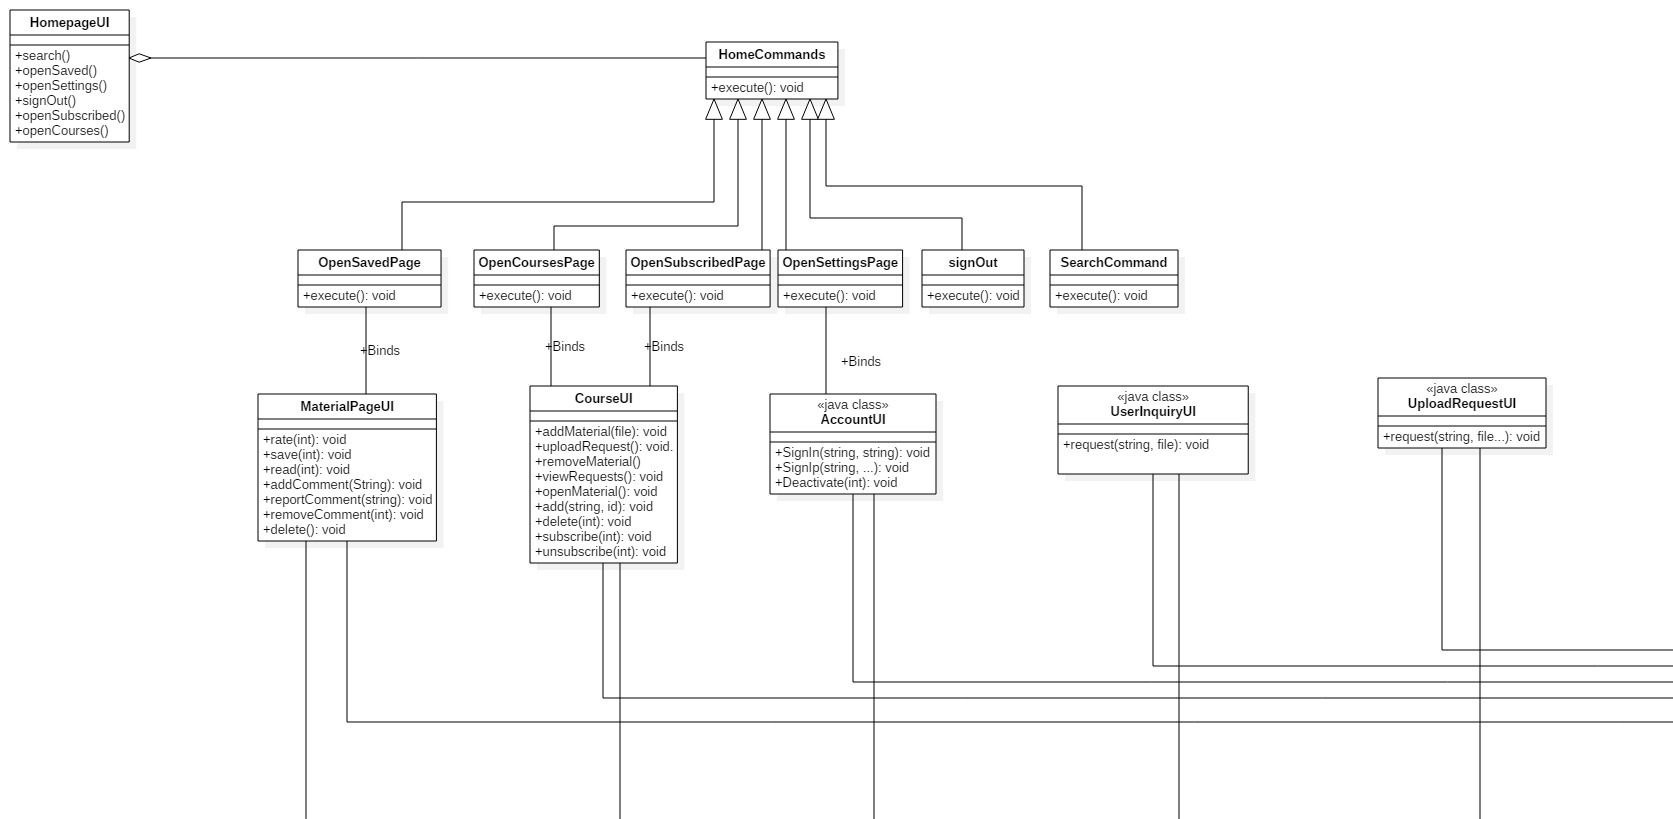 HomepageUI
+search()
+openSaved()
+openSettings()
+signOut()
+openSubscribed()
+openCourses()
HomeCommands
+execute(): void
OpenSavedPage
+execute(): void
OpenCoursesPage
+execute(): void
OpenSubscribedPage
+execute(): void
OpenSettingsPage
+execute(): void
signOut
+execute(): void
SearchCommand
+execute(): void
+Binds
+Binds
+Binds
+Binds
MaterialPageUI
+rate(int): void
+save(int): void
+read(int): void
+addComment(String): void
+reportComment(string): void
+removeComment(int): void
+delete(): void
CourseUI
+addMaterial(file): void
+uploadRequest(): void.
+removeMaterial()
+viewRequests(): void
+openMaterial(): void
+add(string, id): void
+delete(int): void
+subscribe(int): void
+unsubscribe(int): void
«java class»
AccountUI
+SignIn(string, string): void
+SignIp(string, ...): void
+Deactivate(int): void
«java class»
UserInquiryUI
+request(string, file): void
«java class»
UploadRequestUI
+request(string, file...): void